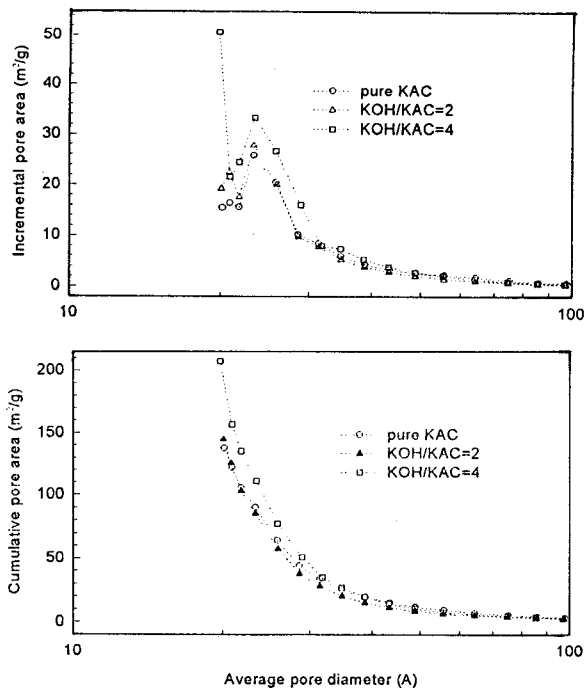 50
40
30
20
10
0
Incremental pore area (m²/g)
pure KAC
KOH/KAC=2
KOH/KAC=4
10
100
200
150
100
50
0
Cumulative pore area (m²/g)
pure KAC
KOH/KAC=2
KOH/KAC=4
10
100
Average pore diameter (A)